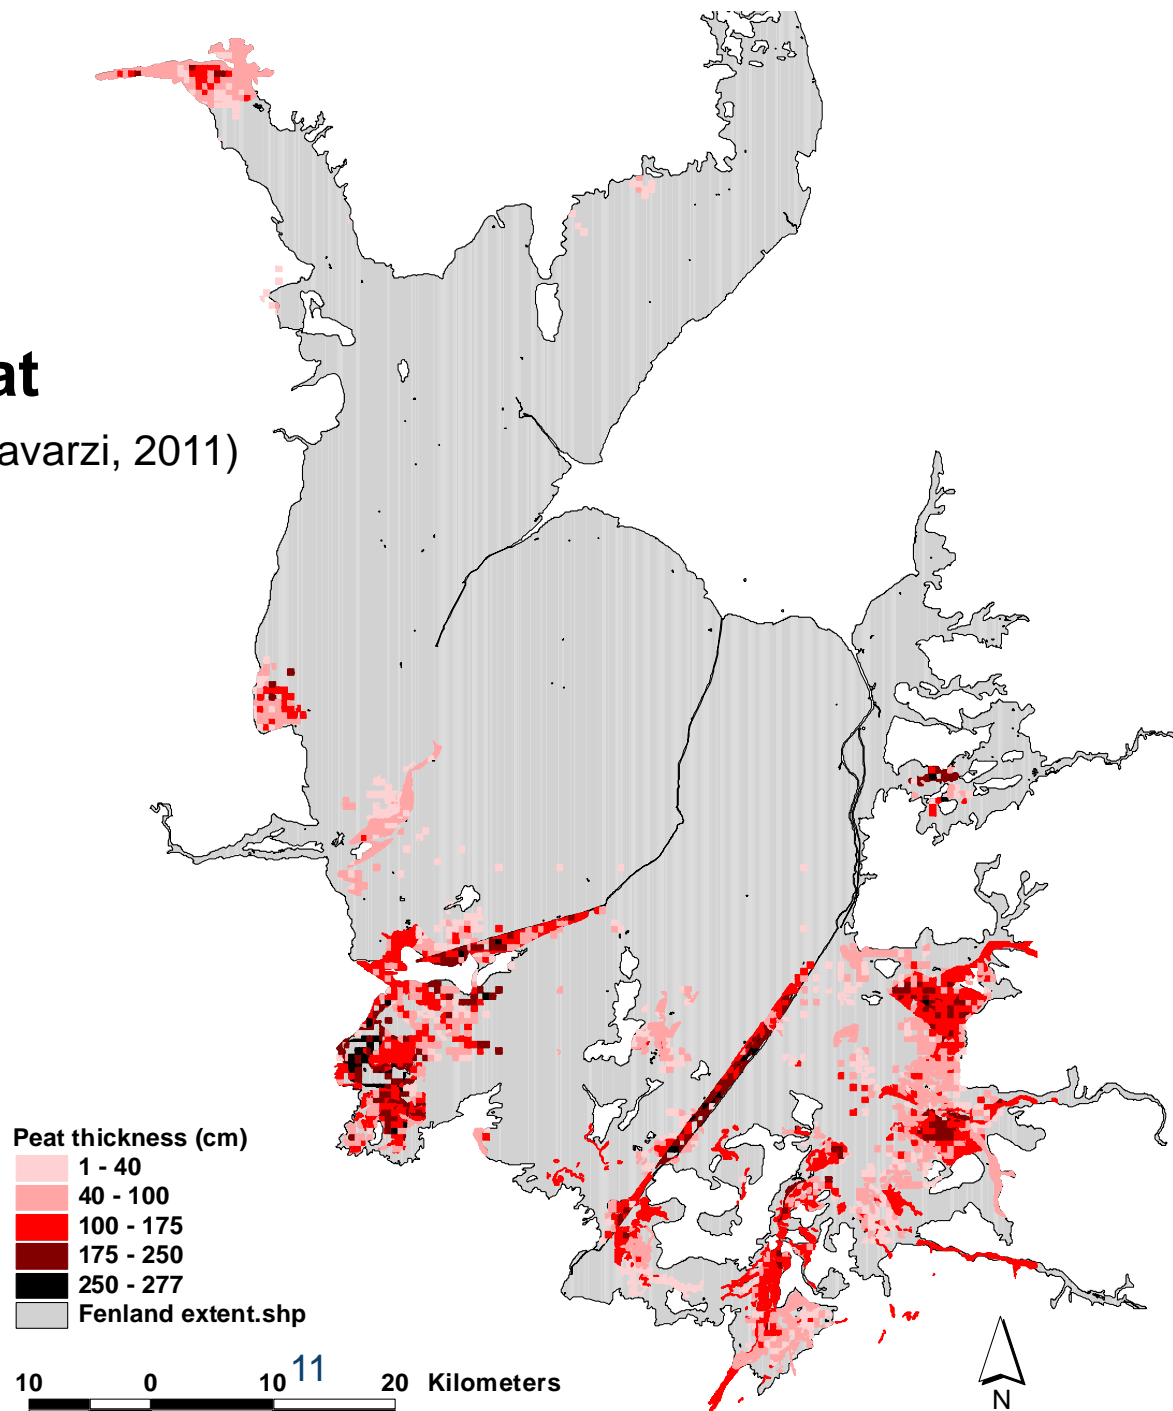 at
avarzi, 2011)
Peat thickness (cm)
1 - 40
40 - 100
100 - 175
175 - 250
250 - 277
Fenland extent.shp
11
10 0 10 20 Kilometers
N